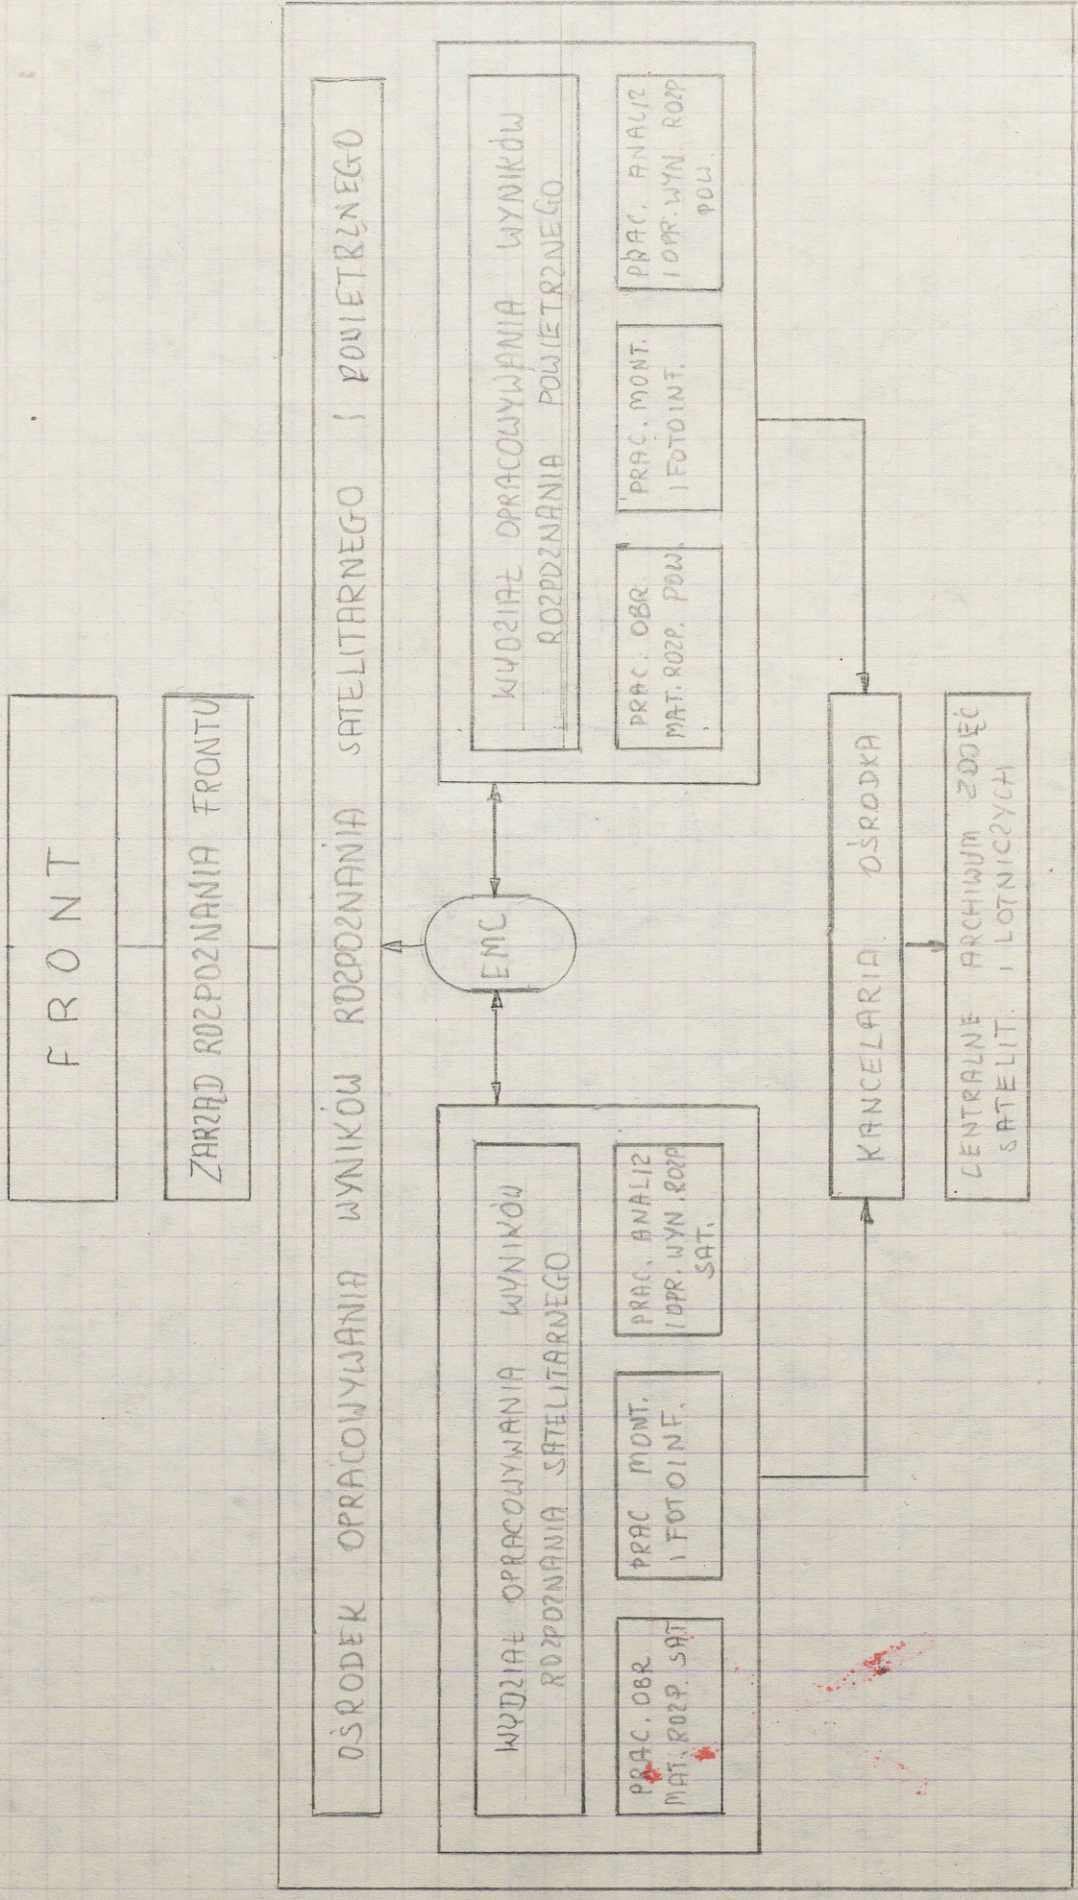 FRONT
ZARZĄD ROZPOZNANIA FRONTU
OŚRODEK OPRACOWYWANIA WYNIKÓW ROZPOZNANIA SATELITARNEGO I POWIETRZNEGO
WYDZIAŁ OPRACOWYWANIA WYNIKÓW
ROZPOZNANIA SATELITARNEGO
PRAC. OBR.
MAT. ROZP. SAT
PRAC MONT.
I FOTOINF.
PRAC. ANALIZ
I OPR. WYN. ROZP
SAT.
EMC
WYDZIAŁ OPRACOWYWANIA WYNIKÓW
ROZPOZNANIA POWIETRZNEGO
PRAC. OBR.
MAT. ROZP. POW.
PRAC. MONT.
I FOTOINT.
PRAC. ANALIZ
I OPR. WYN. ROZP
POW.
KANCELARIA OŚRODKA
CENTRALNE ARCHIWUM ZDJĘĆ
SATELIT. I LOTNICZYCH